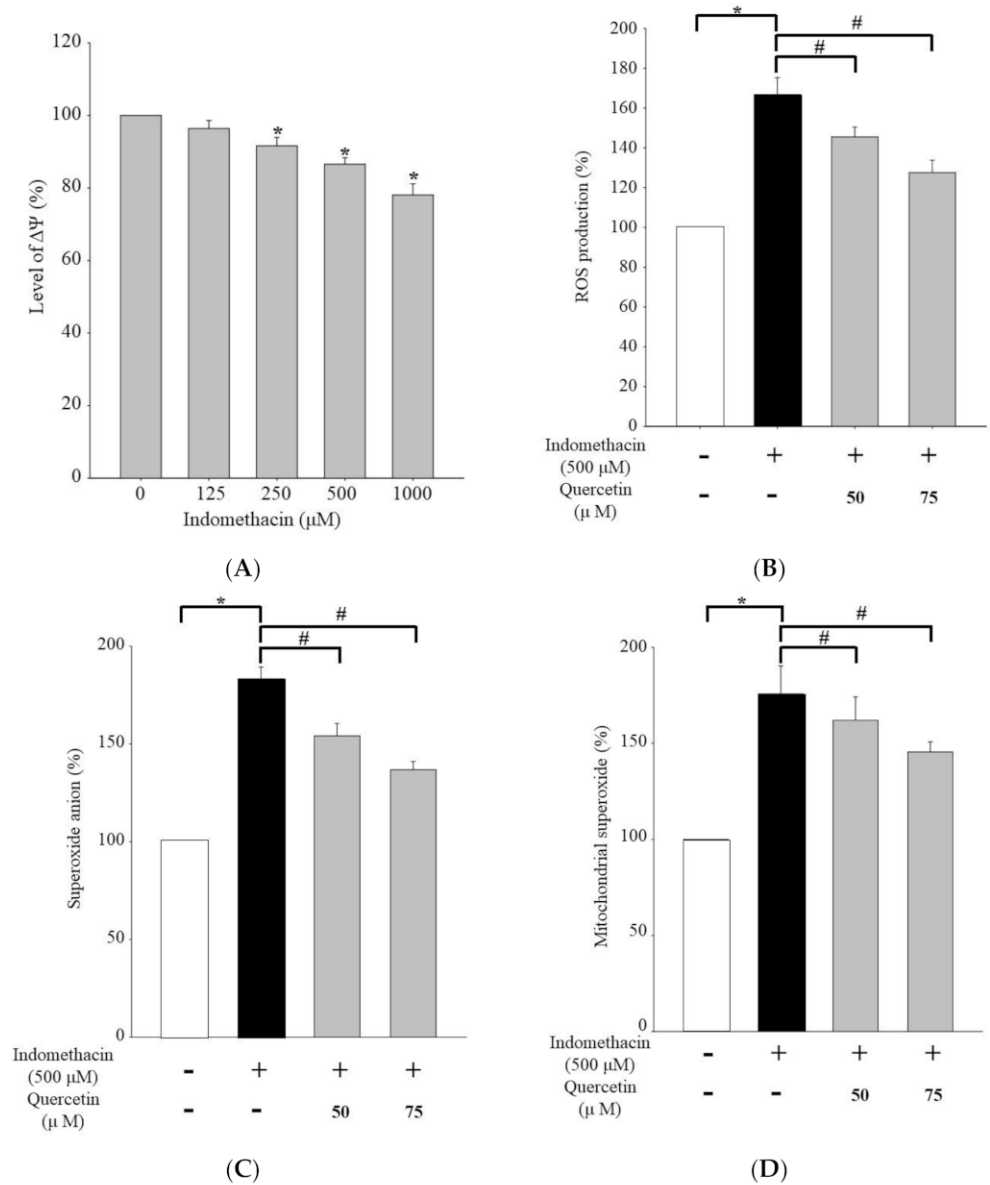 120
100
80
60
40
20
0
Level of ΔΨ (%)
*
*
*
0 125 250 500 1000
Indomethacin (μM)
(A)
200
180
160
140
120
100
80
60
40
20
0
ROS production (%)
*
#
#
Indomethacin
(500 μM)
- + + +
Quercetin
(μ M)
- - 50 75
(B)
200
150
100
50
0
Superoxide anion (%)
*
#
#
Indomethacin
(500 μM)
- + + +
Quercetin
(μ M)
- - 50 75
(C)
200
150
100
50
0
Mitochondrial superoxide (%)
*
#
#
Indomethacin
(500 μM)
- + + +
Quercetin
(μ M)
- - 50 75
(D)